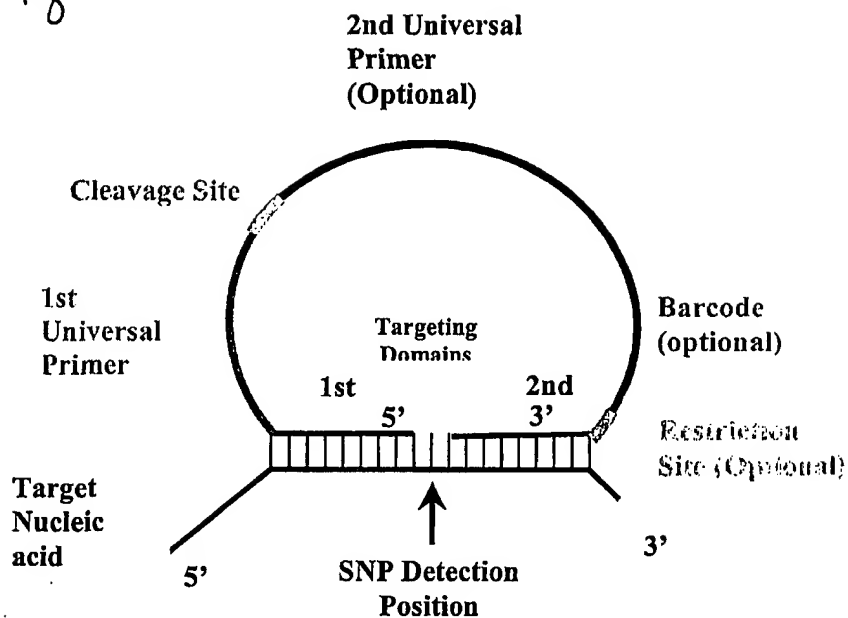 2nd Universal
Primer
(Optional)
Cleavage Site
1st
Universal
Primer
Targeting
Domains
Barcode
(optional)
1st
2nd
5'
3'
Restriction
Site (Optional)
Target
Nucleic
acid
5'
3'
SNP Detection
Position